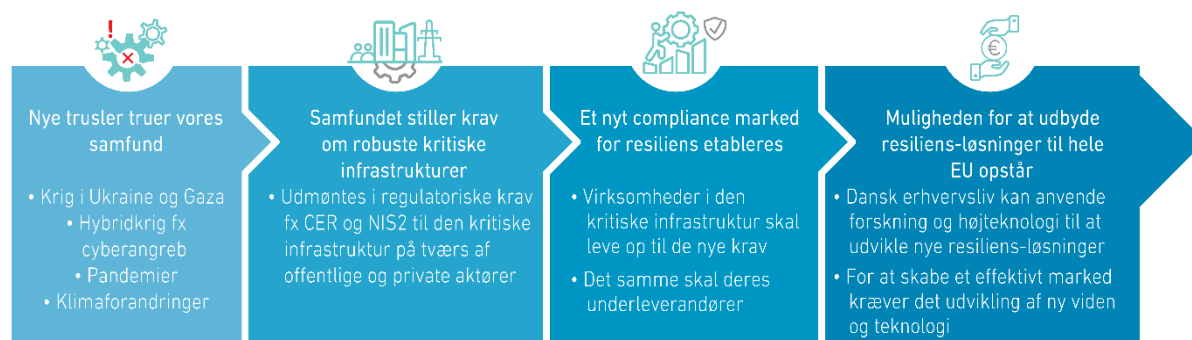 Nye trusler truer vores
samfund
• Krig i Ukraine og Gaza
• Hybridkrig fx
cyberangreb
• Pandemier
• Klimaforandringer
Samfundet stiller krav
om robuste kritiske
infrastrukturer
• Udmøntes i regulatoriske krav
fx CER og NIS2 til den kritiske
infrastruktur på tværs af
offentlige og private aktører
Et nyt compliance marked
for resiliens etableres
• Virksomheder i den
kritiske infrastruktur skal
leve op til de nye krav
• Det samme skal deres
underleverandører
Muligheden for at udbyde
resiliens-løsninger til hele
EU opstår
• Dansk erhvervsliv kan anvende
forskning og højteknologi til at
udvikle nye resiliens-løsninger
• For at skabe et effektivt marked
kræver det udvikling af ny viden
og teknologi